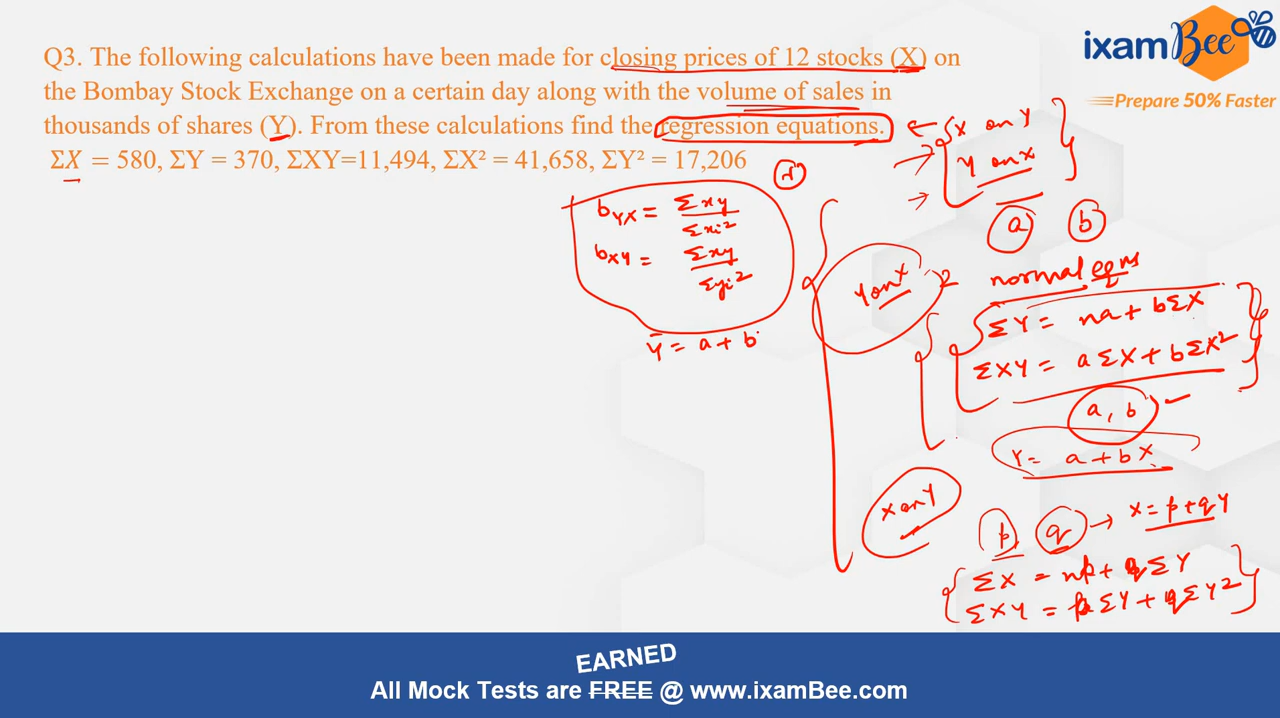 ixamBee
Prepare 50% Faster
Q3. The following calculations have been made for closing prices of 12 stocks (X) on
the Bombay Stock Exchange on a certain day along with the volume of sales in
thousands of shares (Y). From these calculations find the regression equations.
ΣX = 580, ΣY = 370, ΣXY=11,494, ΣX² = 41,658, ΣY² = 17,206
X on Y
Y on X
a b
bYX = Σxy / Σxi²
bXY = Σxy / Σyi²
Y = a + b
Y on X
normal eqns
ΣY = na + bΣX
ΣXY = aΣX + bΣX²
a, b
Y = a + bX
X on Y
p q → X = p + qY
ΣX = np + qΣY
ΣXY = pΣY + qΣY²
EARNED
All Mock Tests are FREE @ www.ixamBee.com